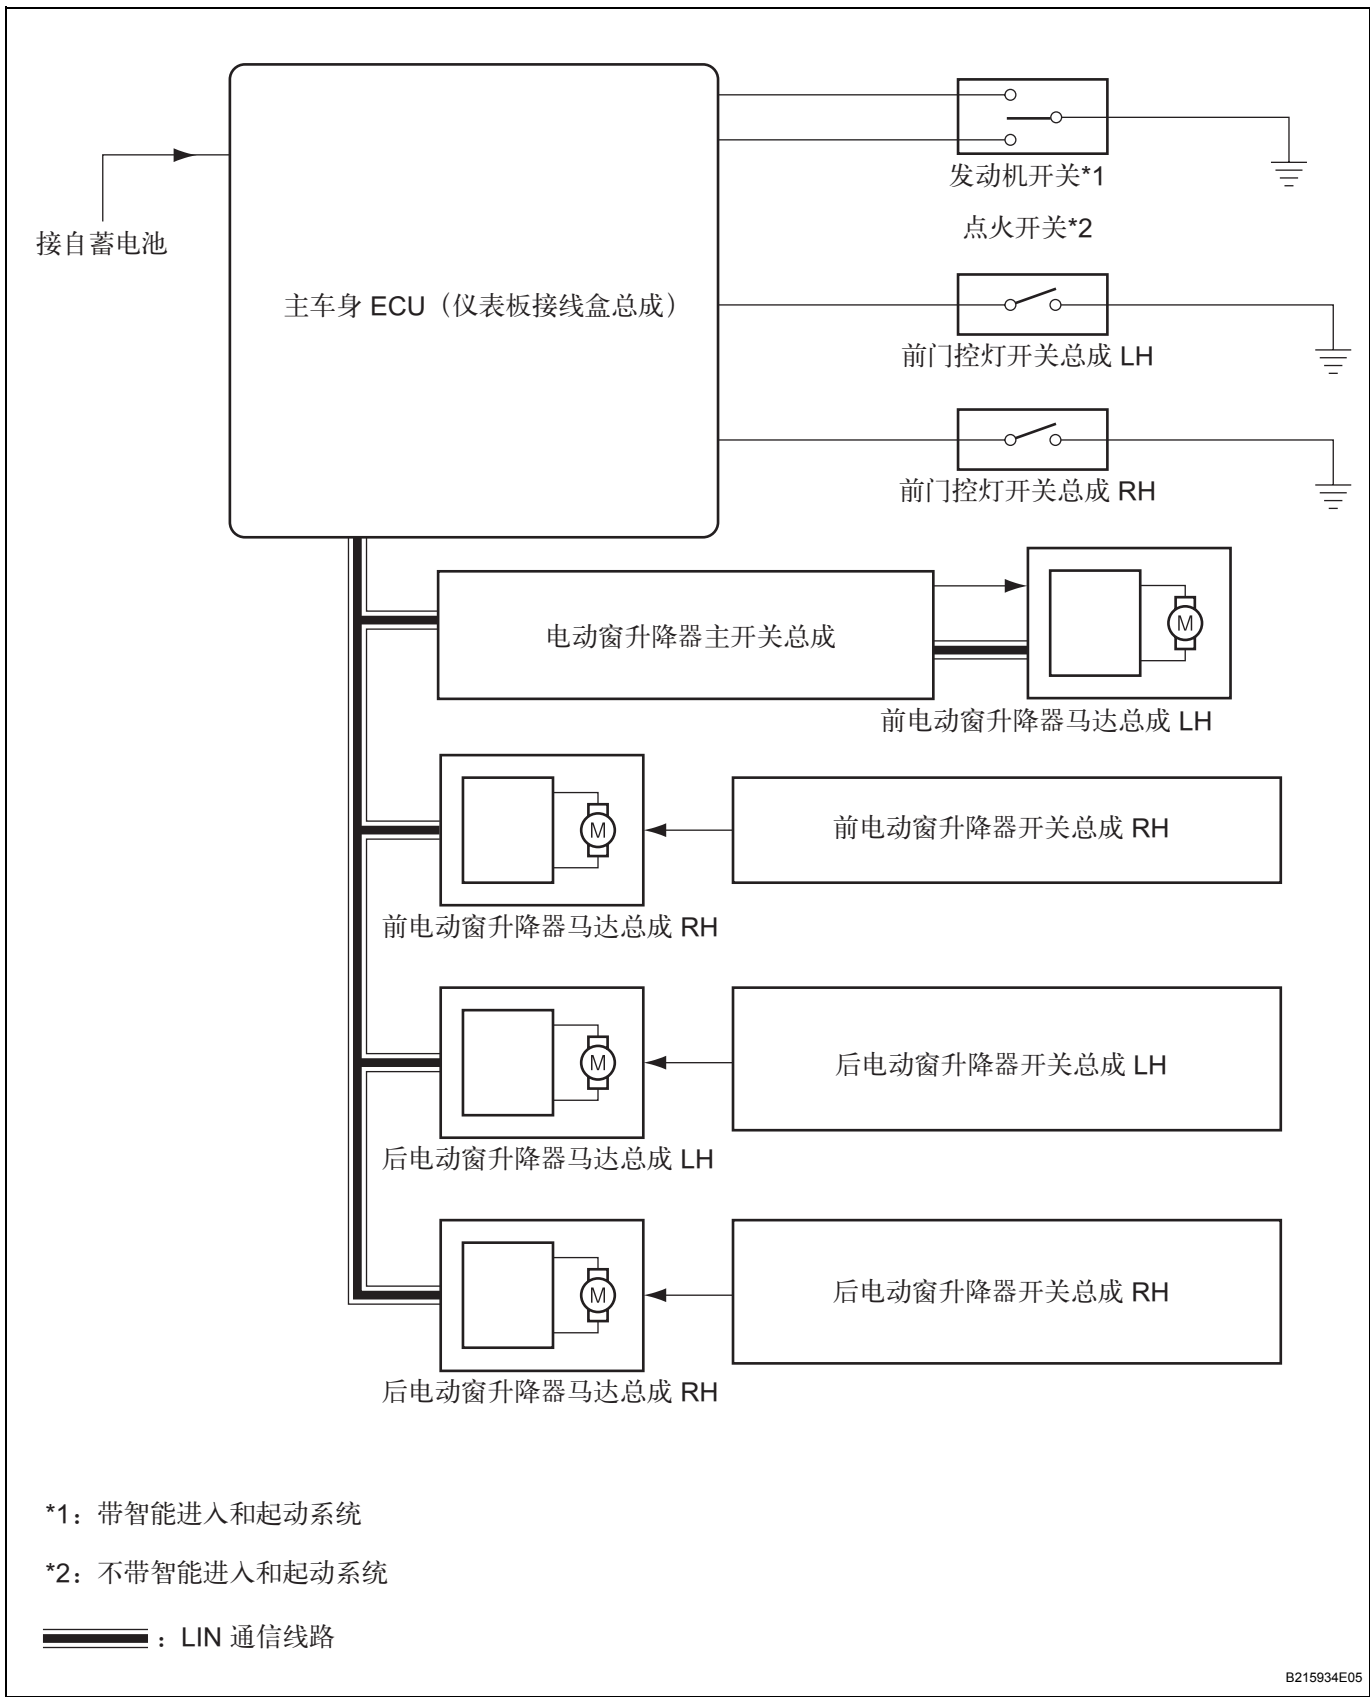 发动机开关*1
点火开关*2
接自蓄电池
主车身 ECU（仪表板接线盒总成）
前门控灯开关总成 LH
前门控灯开关总成 RH
电动窗升降器主开关总成
M
前电动窗升降器马达总成 LH
M
前电动窗升降器开关总成 RH
前电动窗升降器马达总成 RH
M
后电动窗升降器开关总成 LH
后电动窗升降器马达总成 LH
M
后电动窗升降器开关总成 RH
后电动窗升降器马达总成 RH
*1：带智能进入和起动系统
*2：不带智能进入和起动系统
：LIN 通信线路
B215934E05